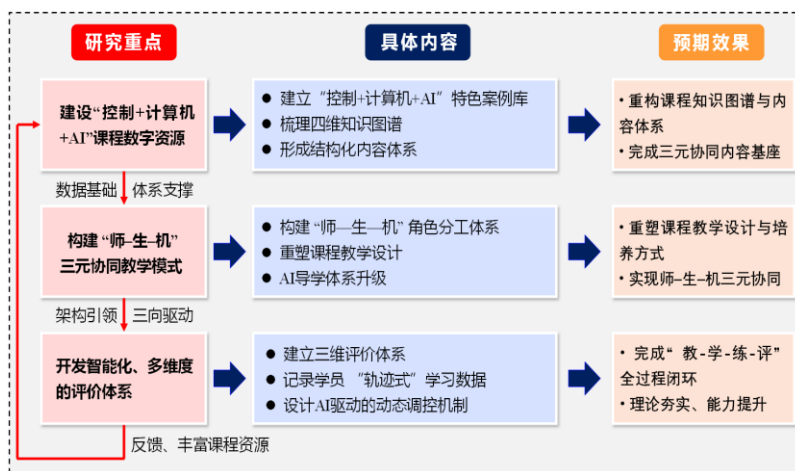 研究重点
具体内容
预期效果
建设“控制+计算机
+AI”课程数字资源
● 建立“控制+计算机+AI”特色案例库
● 梳理四维知识图谱
● 形成结构化内容体系
• 重构课程知识图谱与内
容体系
• 完成三元协同内容基座
数据基础 体系支撑
构建“师–生–机”
三元协同教学模式
● 构建“师—生—机”角色分工体系
● 重塑课程教学设计
● AI导学体系升级
• 重塑课程教学设计与培
养方式
• 实现师–生–机三元协同
架构引领 三向驱动
开发智能化、多维度
的评价体系
● 建立三维评价体系
● 记录学员“轨迹式”学习数据
● 设计AI驱动的动态调控机制
• 完成“教-学-练-评”
全过程闭环
• 理论夯实、能力提升
反馈、丰富课程资源